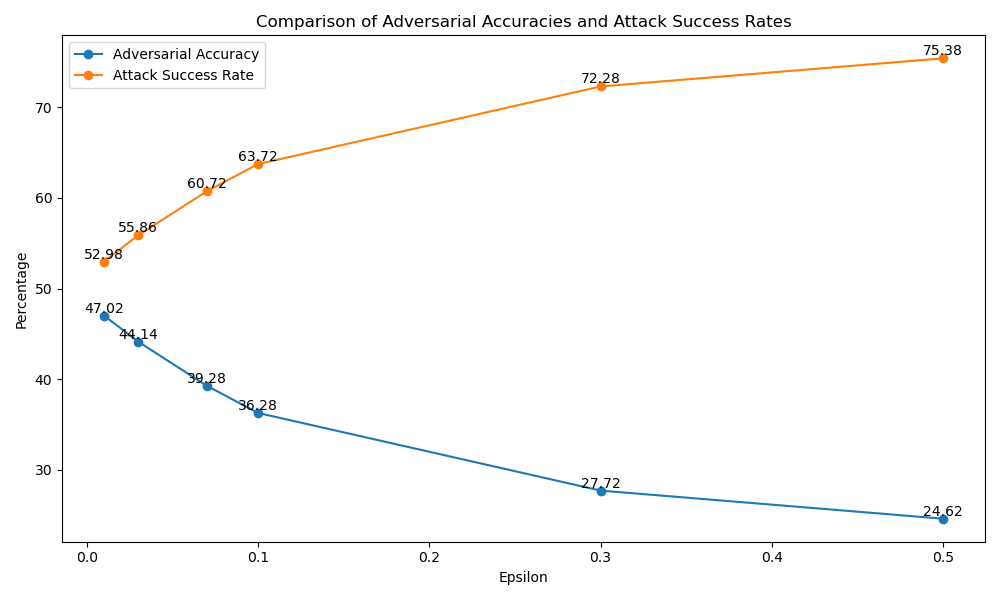 Comparison of Adversarial Accuracies and Attack Success Rates
Adversarial Accuracy
Attack Success Rate
75.38
72.28
63.72
60.72
55.86
52.98
47.02
44.14
39.28
36.28
27.72
24.62
Percentage
70
60
50
40
30
0.0 0.1 0.2 0.3 0.4 0.5
Epsilon